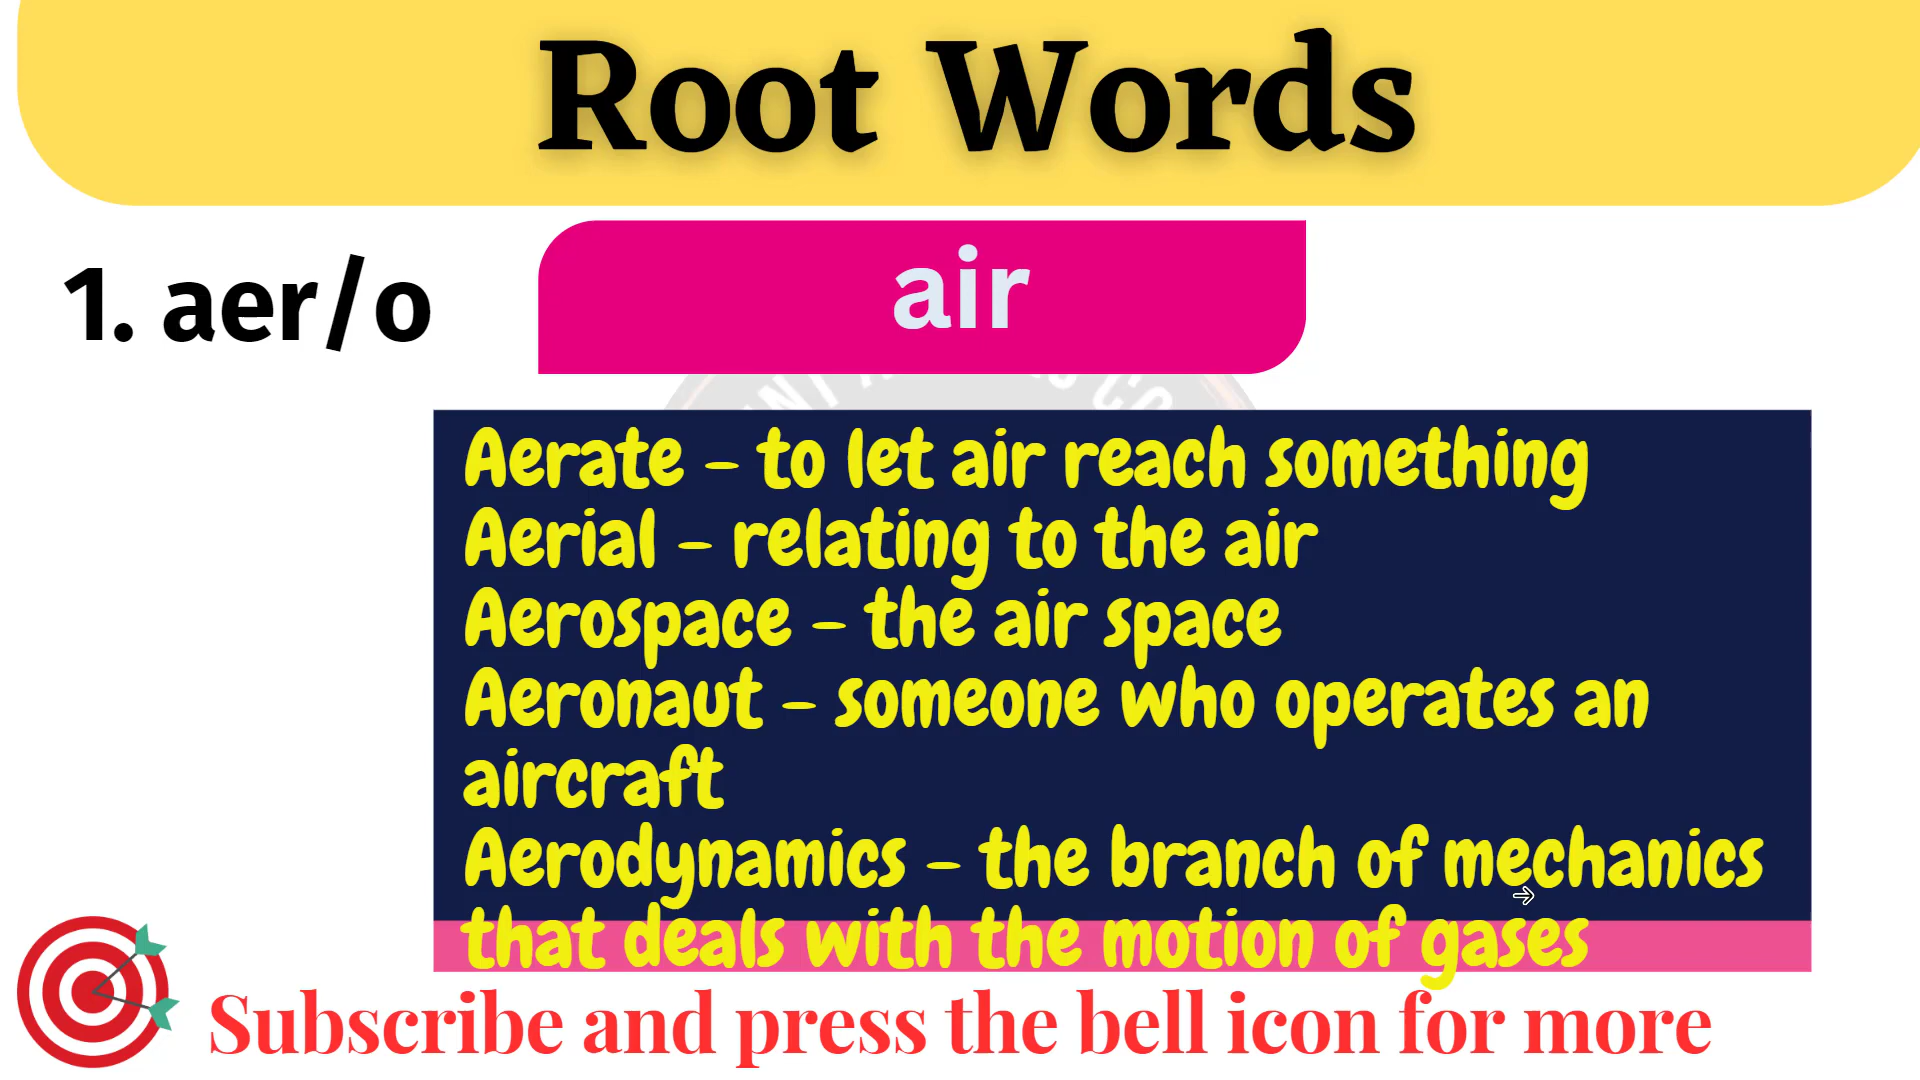 Root Words
1. aer/o
air
Aerate – to let air reach something
Aerial – relating to the air
Aerospace – the air space
Aeronaut – someone who operates an
aircraft
Aerodynamics – the branch of mechanics
that deals with the motion of gases
Subscribe and press the bell icon for more